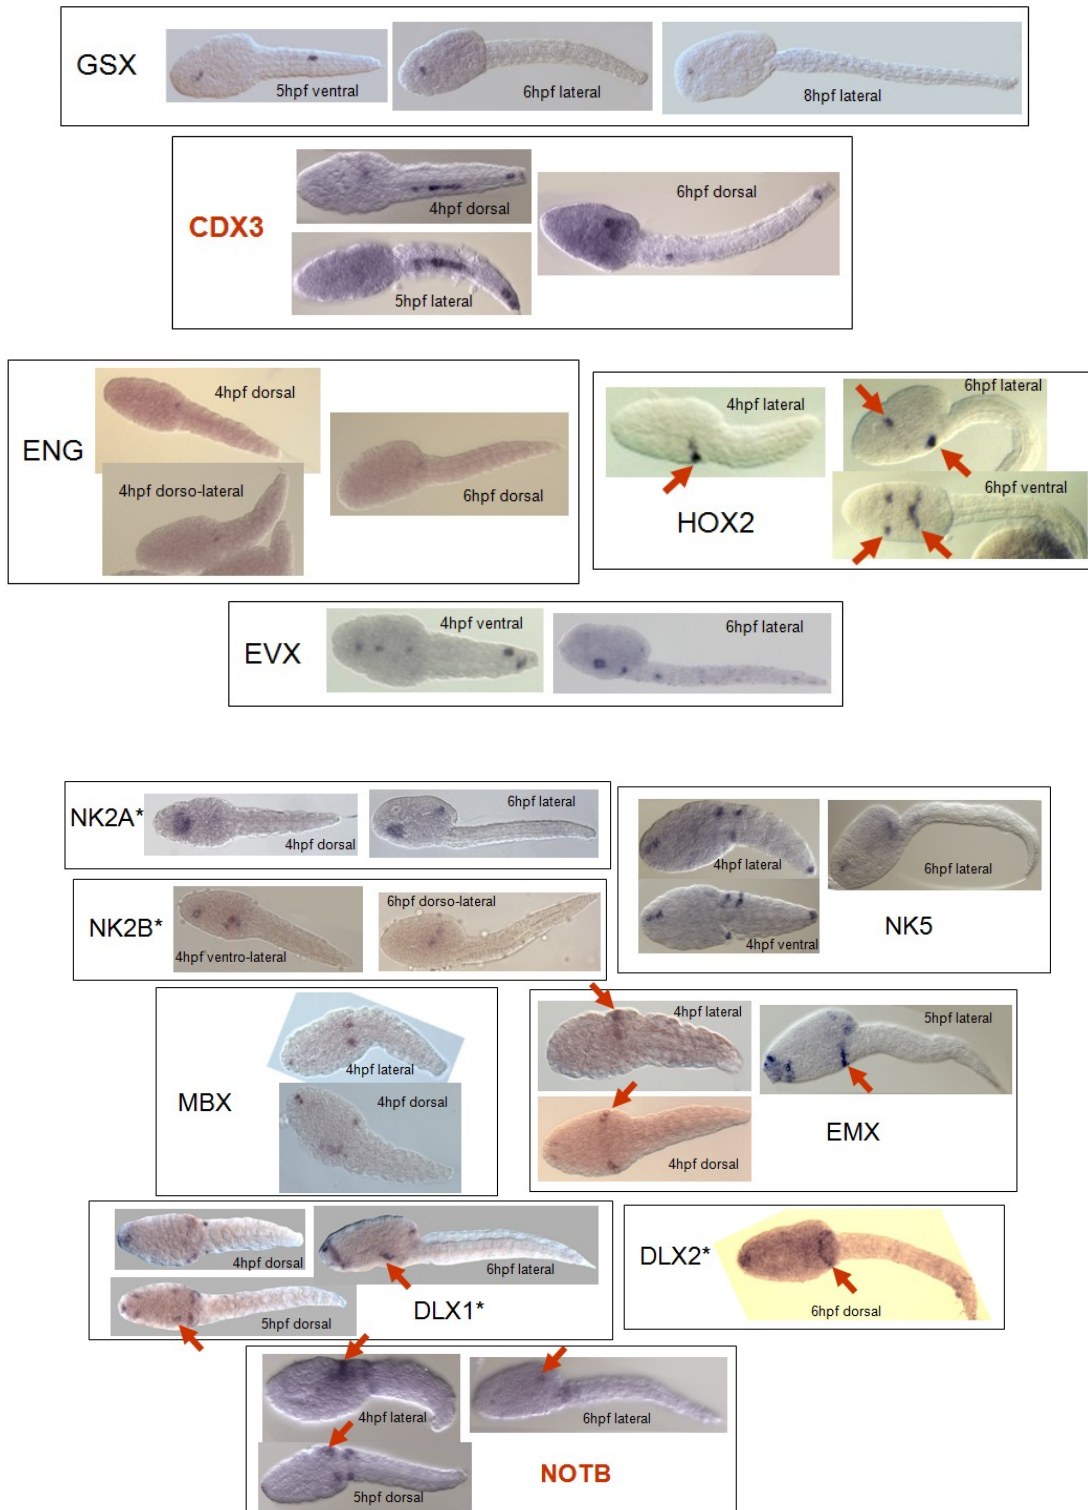 GSX
5hpf ventral
6hpf lateral
8hpf lateral
CDX3
4hpf dorsal
5hpf lateral
6hpf dorsal
ENG
4hpf dorsal
4hpf dorso-lateral
6hpf dorsal
HOX2
4hpf lateral
6hpf lateral
6hpf ventral
EVX
4hpf ventral
6hpf lateral
NK2A*
4hpf dorsal
6hpf lateral
NK5
4hpf lateral
4hpf ventral
6hpf lateral
NK2B*
4hpf ventro-lateral
6hpf dorso-lateral
MBX
4hpf lateral
4hpf dorsal
EMX
4hpf lateral
4hpf dorsal
5hpf lateral
DLX1*
4hpf dorsal
5hpf dorsal
6hpf lateral
DLX2*
6hpf dorsal
NOTB
4hpf lateral
5hpf dorsal
6hpf lateral